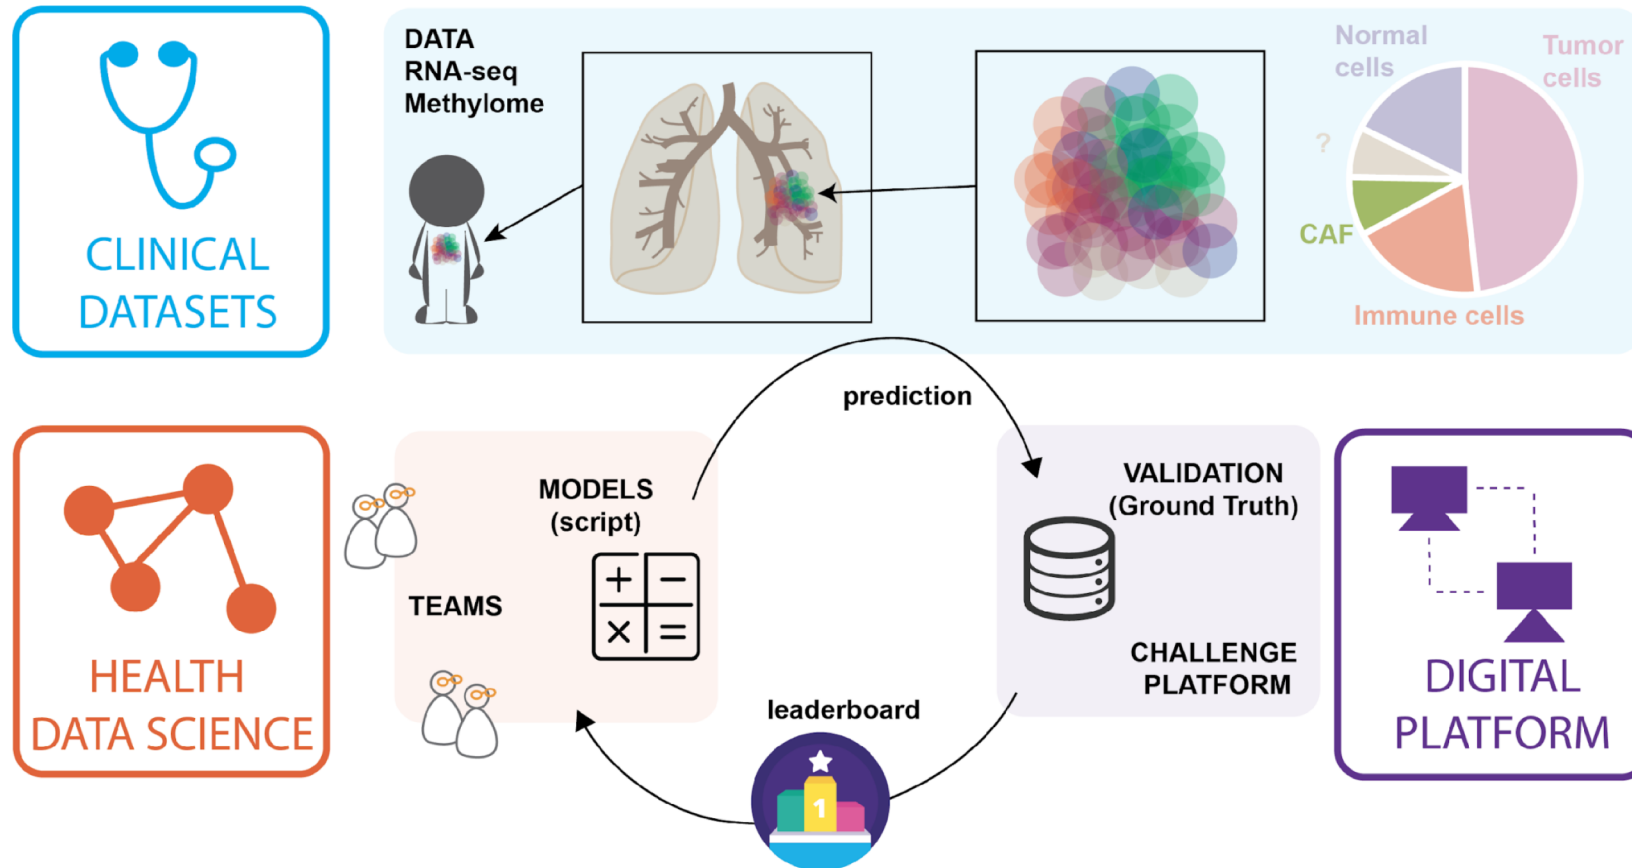 CLINICAL
DATASETS
DATA
RNA-seq
Methylome
Normal
cells
Tumor
cells
?
CAF
Immune cells
prediction
HEALTH
DATA SCIENCE
MODELS
(script)
+ −
× =
TEAMS
VALIDATION
(Ground Truth)
CHALLENGE
PLATFORM
leaderboard
1
DIGITAL
PLATFORM